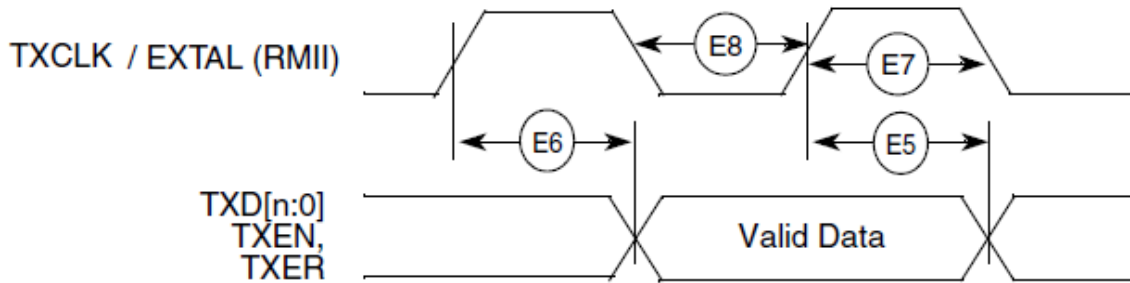 TXCLK / EXTAL (RMII)
E8
E7
E6
E5
TXD[n:0]
TXEN,
TXER
Valid Data